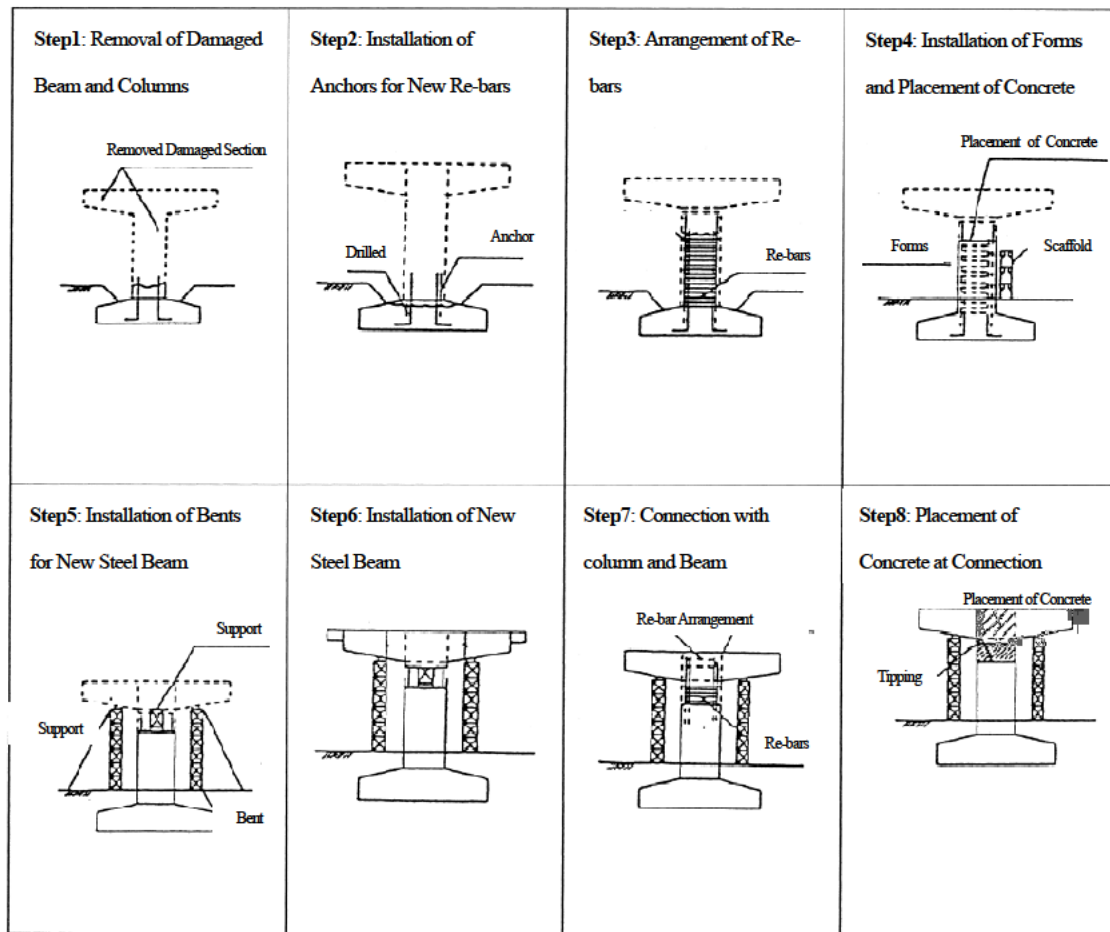 Step1: Removal of Damaged
Beam and Columns
Removed Damaged Section
Step2: Installation of
Anchors for New Re-bars
Drilled
Anchor
Step3: Arrangement of Re-
bars
Re-bars
Step4: Installation of Forms
and Placement of Concrete
Placement of Concrete
Forms
Scaffold
Step5: Installation of Bents
for New Steel Beam
Support
Support
Bent
Step6: Installation of New
Steel Beam
Step7: Connection with
column and Beam
Re-bar Arrangement
Re-bars
Step8: Placement of
Concrete at Connection
Placement of Concrete
Tipping